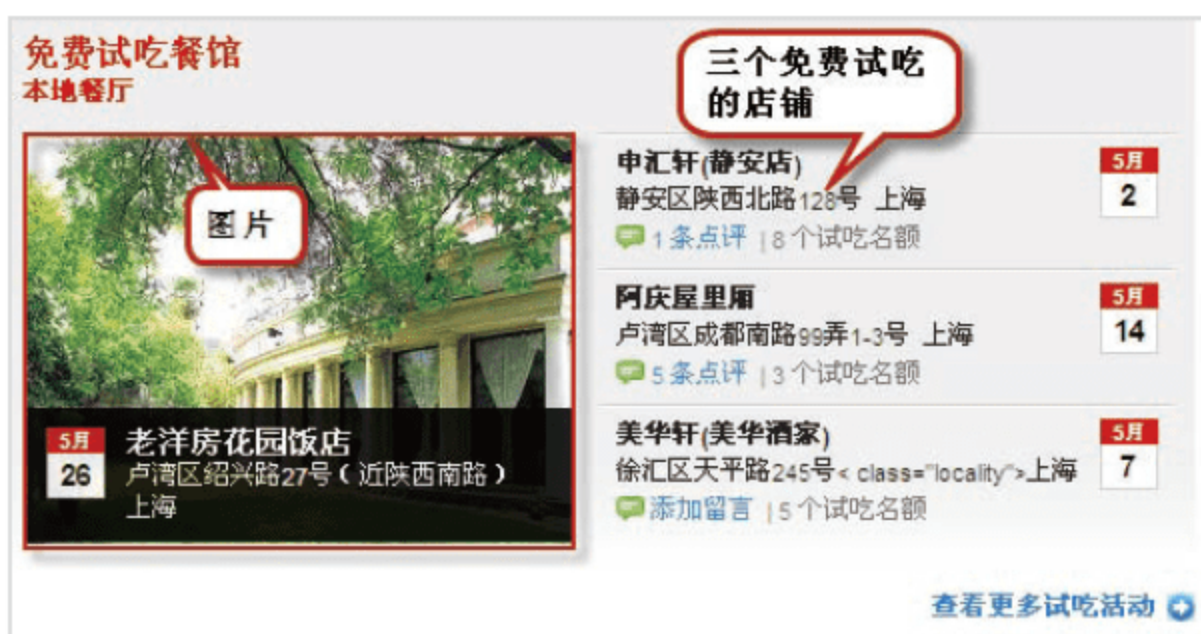 免费试吃餐馆
本地餐厅
三个免费试吃
的店铺
图片
5月
26
老洋房花园饭店
卢湾区绍兴路27号(近陕西南路)
上海
申汇轩(静安店)
静安区陕西北路128号 上海
1 条点评 | 8 个试吃名额
5月
2
阿庆屋里厢
卢湾区成都南路99弄1-3号 上海
5 条点评 | 3 个试吃名额
5月
14
美华轩(美华酒家)
徐汇区天平路245号< class="locality">上海
添加留言 | 5 个试吃名额
5月
7
查看更多试吃活动